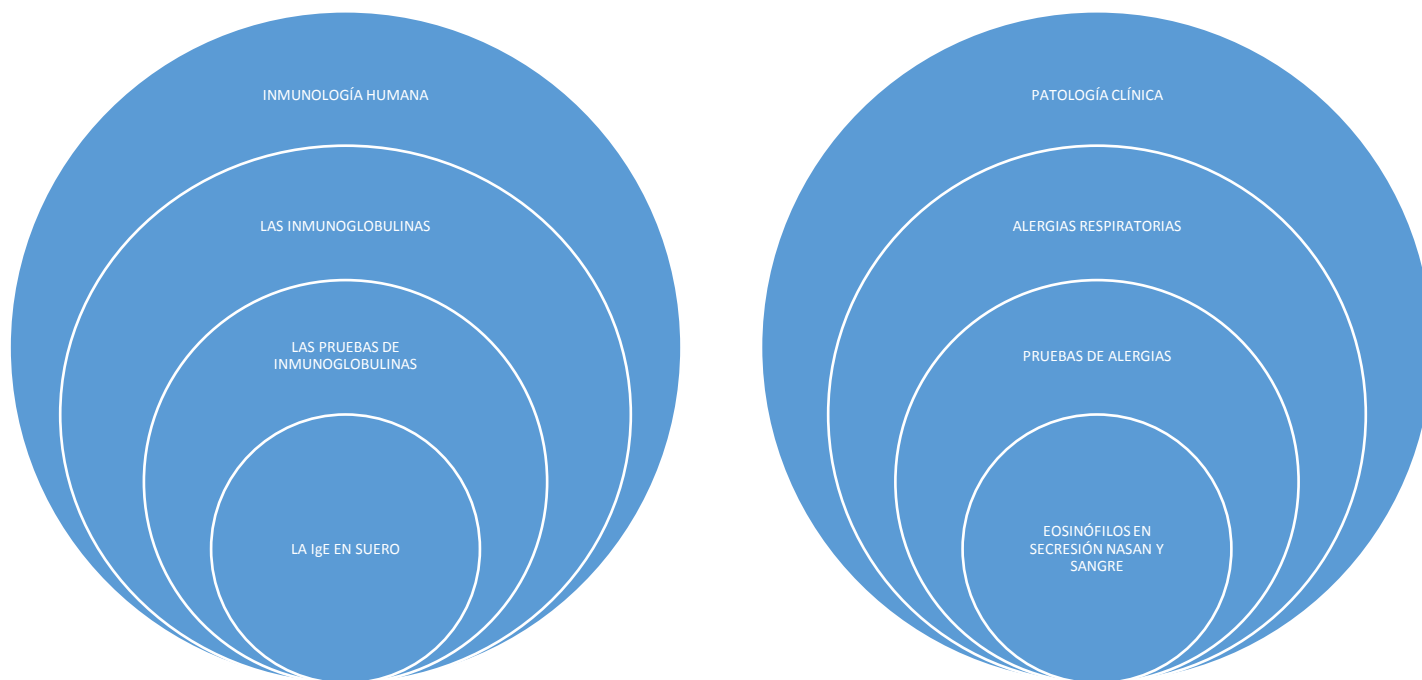 INMUNOLOGÍA HUMANA
LAS INMUNOGLOBULINAS
LAS PRUEBAS DE
INMUNOGLOBULINAS
LA IgE EN SUERO
PATOLOGÍA CLÍNICA
ALERGIAS RESPIRATORIAS
PRUEBAS DE ALERGIAS
EOSINÓFILOS EN
SECRESIÓN NASAN Y
SANGRE